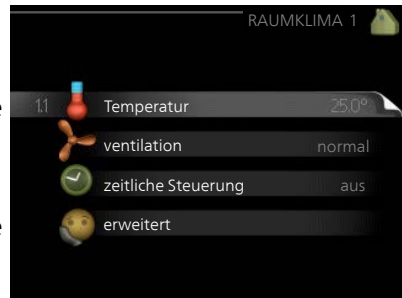 RAUMKLIMA 1
1.1 Temperatur 25.0°
ventilation normal
zeitliche Steuerung aus
erweitert